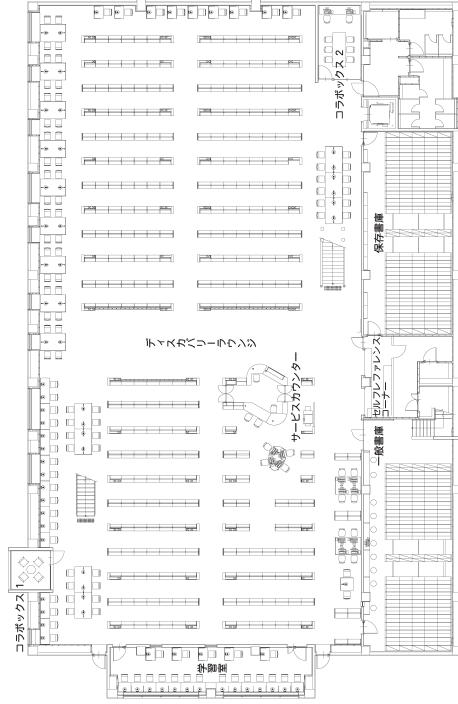 コラボックス 2
保存書庫
ディスカバリーラウンジ
サービスカウンター
セルフレファレンス
コーナー
一般書庫
コラボックス 1
学習室